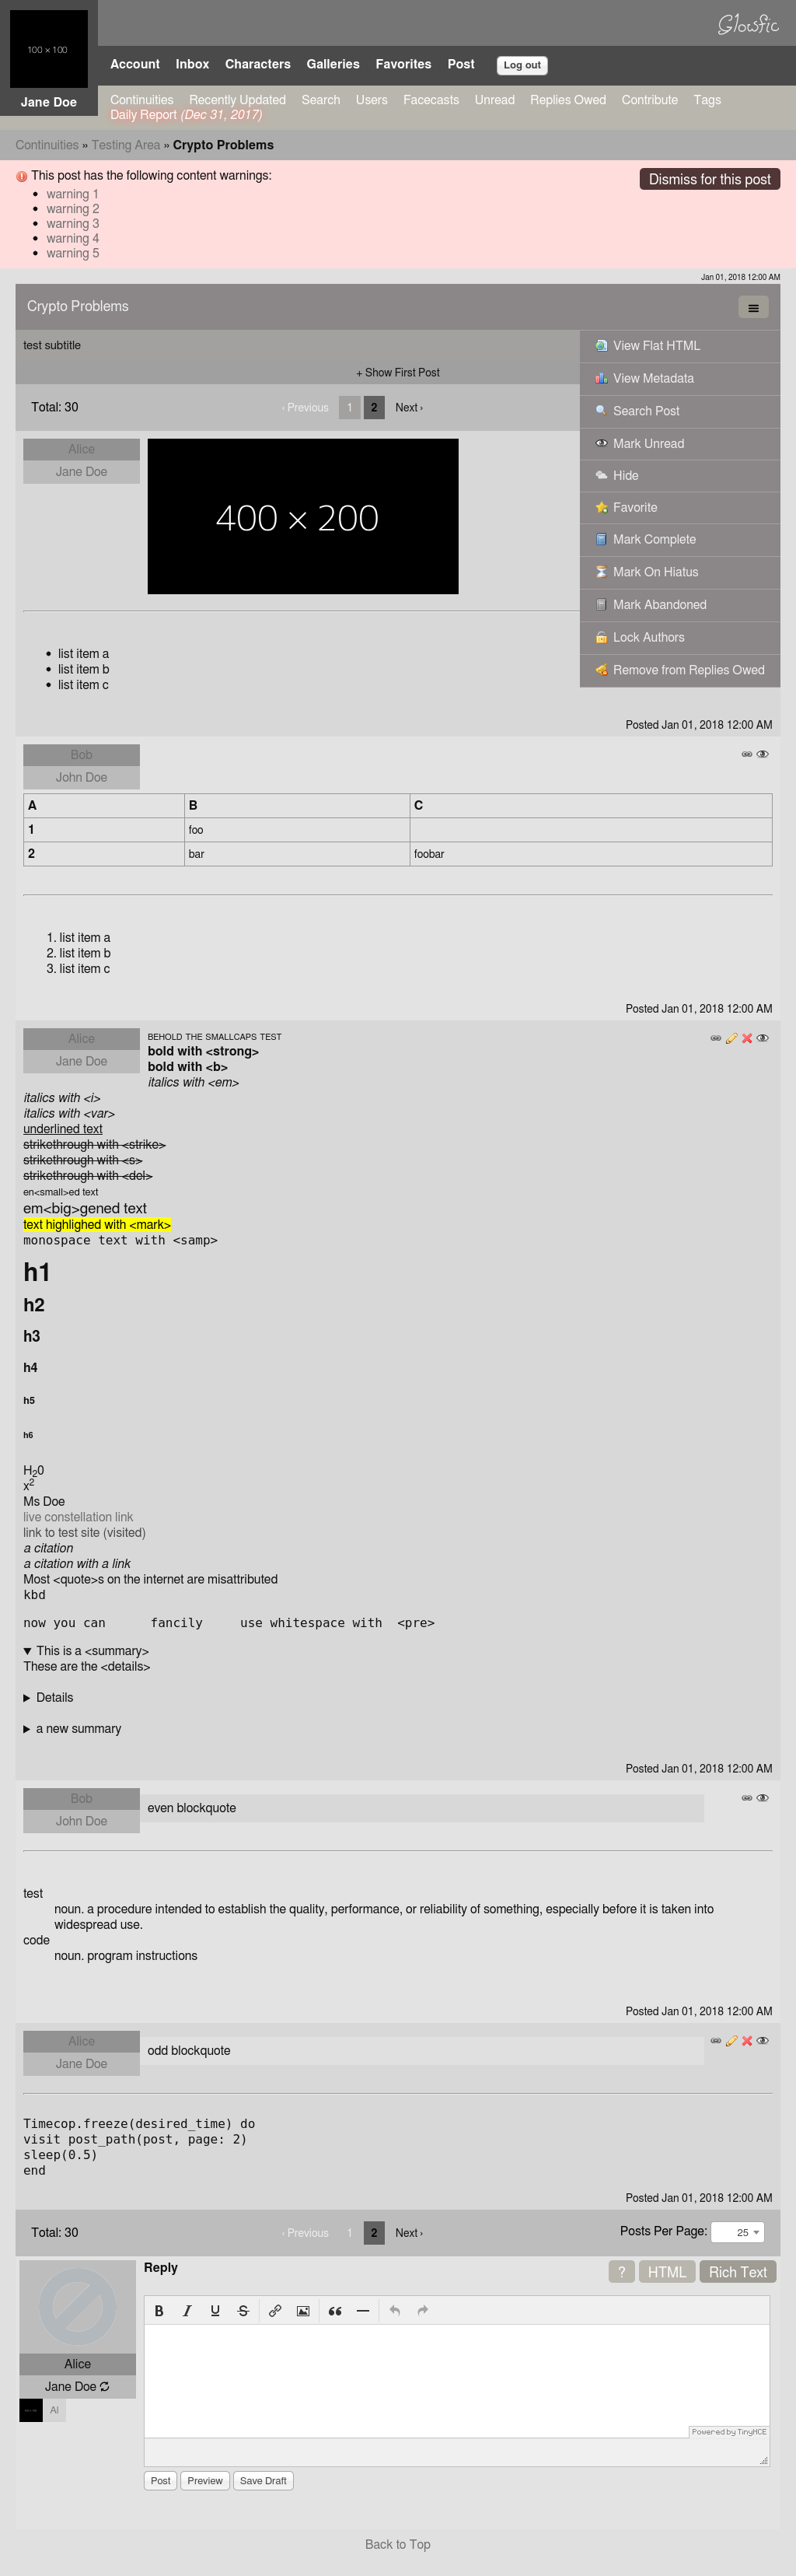 Glowfic
100 × 100
Jane Doe
Account Inbox Characters Galleries Favorites Post Log out
Continuities Recently Updated Search Users Facecasts Unread Replies Owed Contribute Tags
Daily Report (Dec 31, 2017)
Continuities » Testing Area » Crypto Problems
This post has the following content warnings:
Dismiss for this post
• warning 1
• warning 2
• warning 3
• warning 4
• warning 5
Jan 01, 2018 12:00 AM
Crypto Problems
test subtitle
+ Show First Post
Total: 30 ‹ Previous 1 2 Next ›
View Flat HTML
View Metadata
Search Post
Mark Unread
Hide
Favorite
Mark Complete
Mark On Hiatus
Mark Abandoned
Lock Authors
Remove from Replies Owed
Alice
Jane Doe
400 × 200
• list item a
• list item b
• list item c
Posted Jan 01, 2018 12:00 AM
Bob
John Doe
A B C
1 foo
2 bar foobar
1. list item a
2. list item b
3. list item c
Posted Jan 01, 2018 12:00 AM
Alice
Jane Doe
BEHOLD THE SMALLCAPS TEST
bold with <strong>
bold with <b>
italics with <em>
italics with <i>
italics with <var>
underlined text
strikethrough with <strike>
strikethrough with <s>
strikethrough with <del>
en<small>ed text
em<big>gened text
text highlighed with <mark>
monospace text with <samp>
h1
h2
h3
h4
h5
h6
H20
x2
Ms Doe
live constellation link
link to test site (visited)
a citation
a citation with a link
Most <quote>s on the internet are misattributed
kbd
now you can      fancily     use whitespace with  <pre>
▼ This is a <summary>
These are the <details>
► Details
► a new summary
Posted Jan 01, 2018 12:00 AM
Bob
John Doe
even blockquote
test
noun. a procedure intended to establish the quality, performance, or reliability of something, especially before it is taken into
widespread use.
code
noun. program instructions
Posted Jan 01, 2018 12:00 AM
Alice
Jane Doe
odd blockquote
Timecop.freeze(desired_time) do
visit post_path(post, page: 2)
sleep(0.5)
end
Posted Jan 01, 2018 12:00 AM
Total: 30 ‹ Previous 1 2 Next › Posts Per Page: 25
Reply
? HTML Rich Text
B I U S
Alice
Jane Doe
Al
Powered by TinyMCE
Post Preview Save Draft
Back to Top